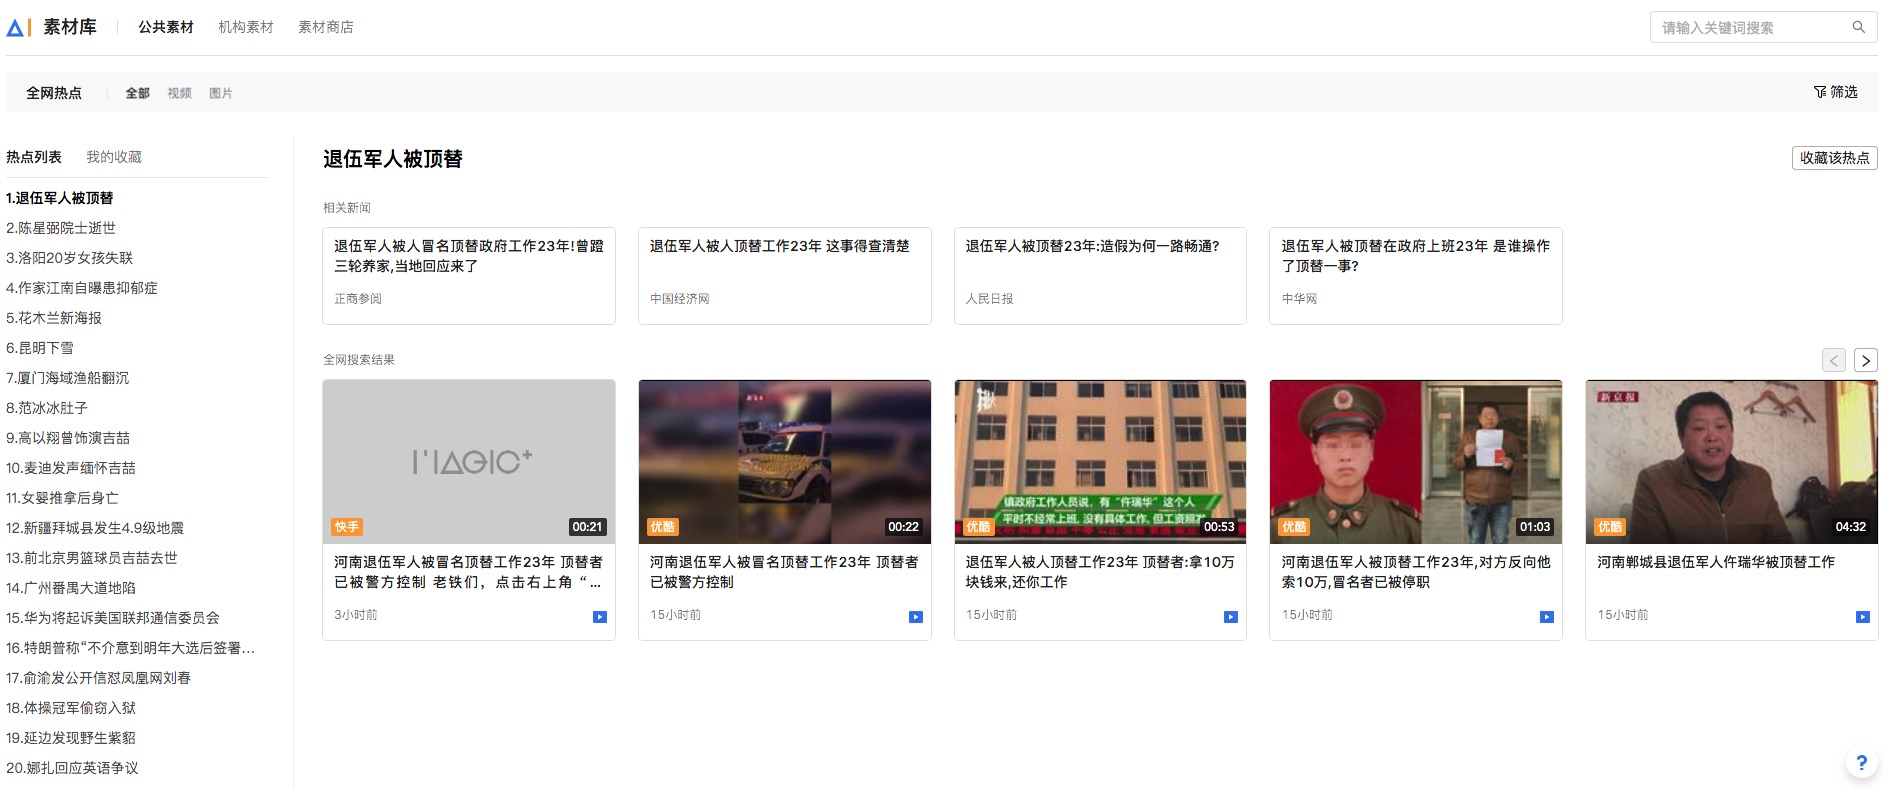 素材库
公共素材
机构素材
素材商店
请输入关键词搜索
全网热点
全部
视频
图片
筛选
热点列表
我的收藏
1.退伍军人被顶替
2.陈星弼院士逝世
3.洛阳20岁女孩失联
4.作家江南自曝患抑郁症
5.花木兰新海报
6.昆明下雪
7.厦门海域渔船翻沉
8.范冰冰肚子
9.高以翔曾饰演吉喆
10.麦迪发声缅怀吉喆
11.女婴推拿后身亡
12.新疆拜城县发生4.9级地震
13.前北京男篮球员吉喆去世
14.广州番禺大道地陷
15.华为将起诉美国联邦通信委员会
16.特朗普称“不介意到明年大选后签署...
17.俞渝发公开信怼凤凰网刘春
18.体操冠军偷窃入狱
19.延边发现野生紫貂
20.娜扎回应英语争议
退伍军人被顶替
收藏该热点
相关新闻
退伍军人被人冒名顶替政府工作23年!曾蹬
三轮养家,当地回应来了
正商参阅
退伍军人被人顶替工作23年 这事得查清楚
中国经济网
退伍军人被顶替23年:造假为何一路畅通?
人民日报
退伍军人被顶替在政府上班23年 是谁操作
了顶替一事?
中华网
全网搜索结果
MAGIC+
快手
00:21
河南退伍军人被冒名顶替工作23年 顶替者
已被警方控制 老铁们，点击右上角“...
3小时前
优酷
00:22
河南退伍军人被冒名顶替工作23年 顶替者
已被警方控制
15小时前
镇政府工作人员说，有“仵瑞华”这个人
平时不经常上班，没有具体工作，但工资照发
优酷
00:53
退伍军人被人顶替工作23年 顶替者:拿10万
块钱来,还你工作
15小时前
优酷
01:03
河南退伍军人被顶替工作23年,对方反向他
索10万,冒名者已被停职
15小时前
新京报
优酷
04:32
河南郸城县退伍军人仵瑞华被顶替工作
15小时前
?